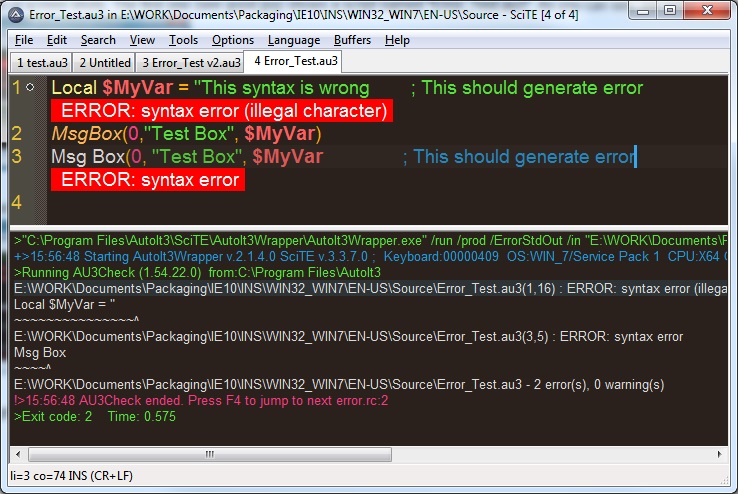 Error_Test.au3 in E:\WORK\Documents\Packaging\IE10\INS\WIN32_WIN7\EN-US\Source - SciTE [4 of 4]
File Edit Search View Tools Options Language Buffers Help
1 test.au3 2 Untitled 3 Error_Test v2.au3 4 Error_Test.au3
1 Local $MyVar = "This syntax is wrong ; This should generate error
ERROR: syntax error (illegal character)
2 MsgBox(0,"Test Box", $MyVar)
3 Msg Box(0, "Test Box", $MyVar ; This should generate error
ERROR: syntax error
4
>"C:\Program Files\AutoIt3\SciTE\AutoIt3Wrapper\AutoIt3Wrapper.exe" /run /prod /ErrorStdOut /in "E:\WORK\Documents\P
+>15:56:48 Starting AutoIt3Wrapper v.2.1.4.0 SciTE v.3.3.7.0 ; Keyboard:00000409 OS:WIN_7/Service Pack 1 CPU:X64 O
>Running AU3Check (1.54.22.0) from:C:\Program Files\AutoIt3
E:\WORK\Documents\Packaging\IE10\INS\WIN32_WIN7\EN-US\Source\Error_Test.au3(1,16) : ERROR: syntax error (illega
Local $MyVar = "
~~~~~~~~~~~~~~~^
E:\WORK\Documents\Packaging\IE10\INS\WIN32_WIN7\EN-US\Source\Error_Test.au3(3,5) : ERROR: syntax error
Msg Box
~~~~^
E:\WORK\Documents\Packaging\IE10\INS\WIN32_WIN7\EN-US\Source\Error_Test.au3 - 2 error(s), 0 warning(s)
!>15:56:48 AU3Check ended. Press F4 to jump to next error.rc:2
>Exit code: 2 Time: 0.575
li=3 co=74 INS (CR+LF)